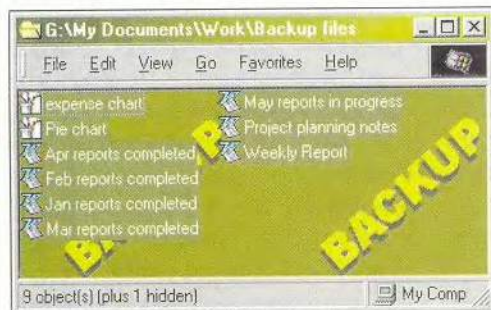 G:\My Documents\Work\Backup files
File Edit View Go Favorites Help
expense chart
Pie chart
Apr reports completed
Feb reports completed
Jan reports completed
Mar reports completed
May reports in progress
Project planning notes
Weekly Report
BACKUP
BACKUP
9 object(s) (plus 1 hidden)
My Comp